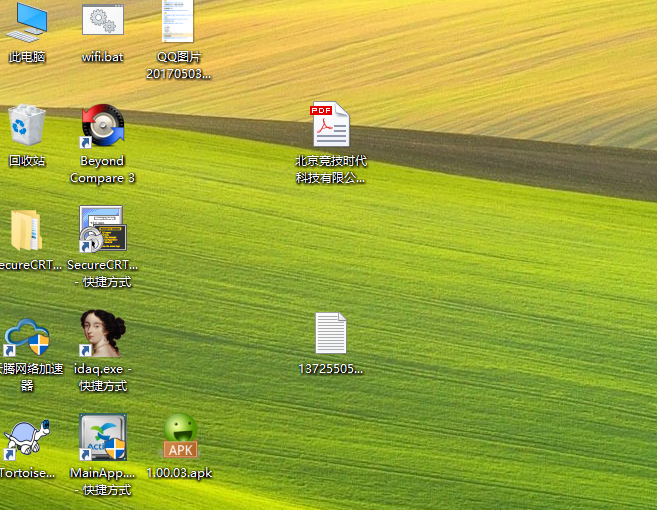 此电脑
wifi.bat
QQ图片
20170503...
回收站
Beyond
Compare 3
北京竞技时代
科技有限公...
PDF
ecureCRT...
SecureCRT...
- 快捷方式
腾网络加速
器
idaq.exe -
快捷方式
13725505...
Tortoise...
MainApp....
- 快捷方式
APK
1.00.03.apk